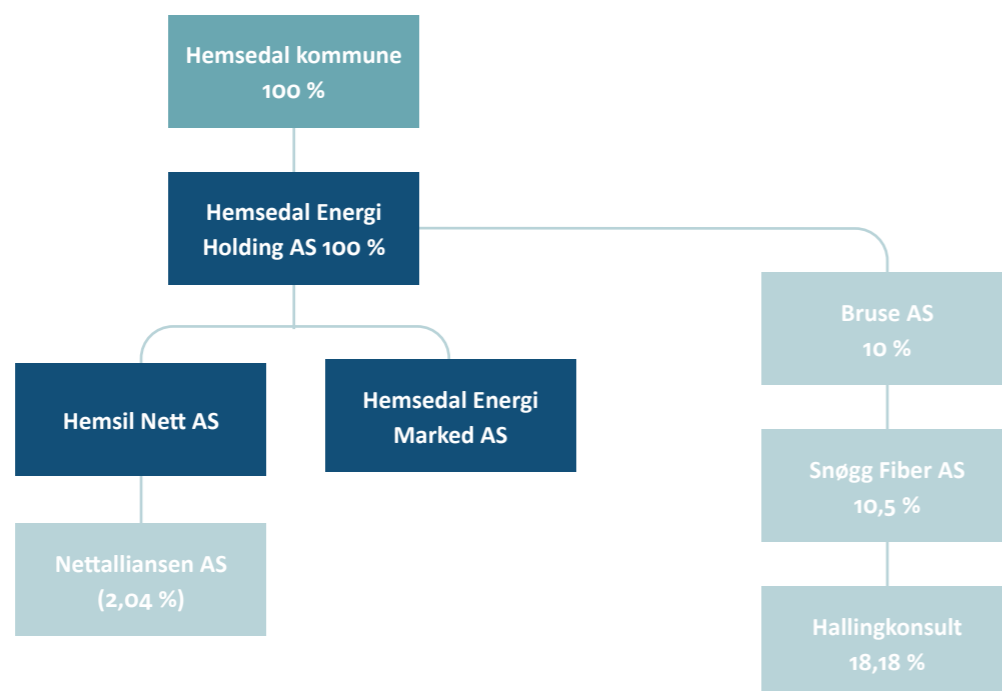 Hemsedal kommune
100 %
Hemsedal Energi
Holding AS 100 %
Bruse AS
10 %
Hemsil Nett AS
Hemsedal Energi
Marked AS
Snøgg Fiber AS
10,5 %
Nettalliansen AS
(2,04 %)
Hallingkonsult
18,18 %